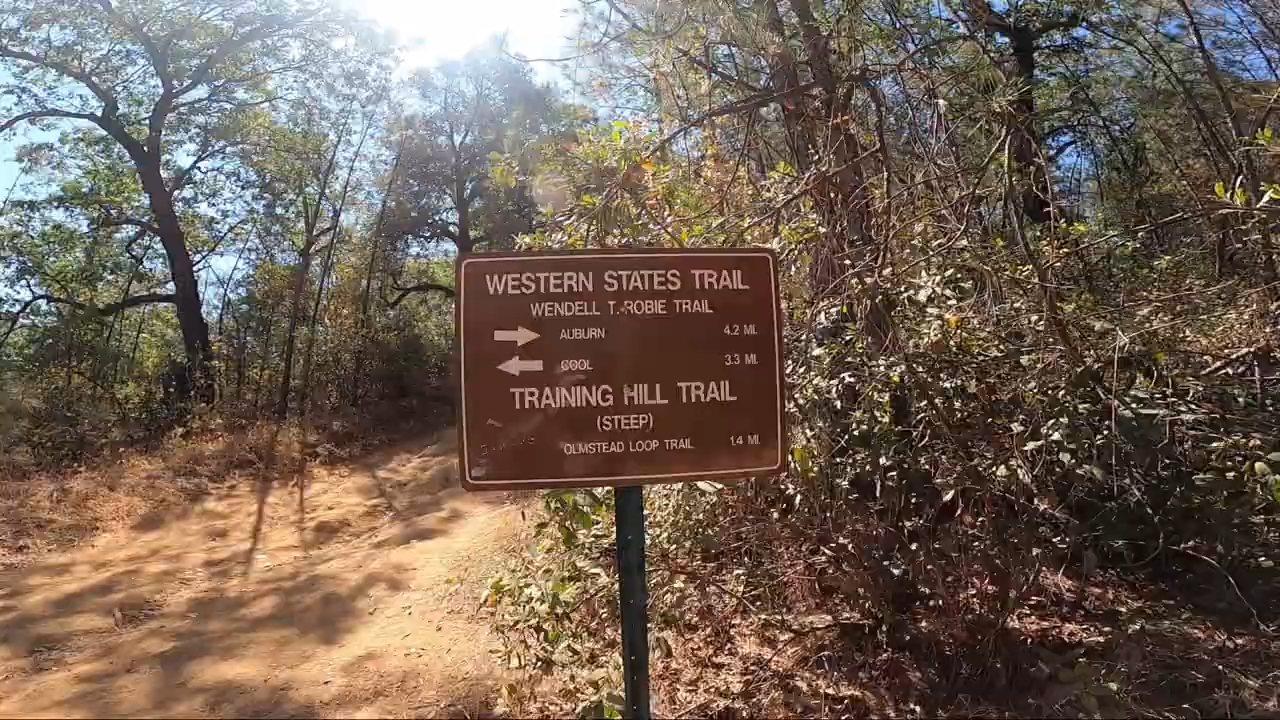 WESTERN STATES TRAIL
WENDELL T. ROBIE TRAIL
AUBURN 4.2 MI.
COOL 3.3 MI.
TRAINING HILL TRAIL
(STEEP)
OLMSTEAD LOOP TRAIL 1.4 MI.